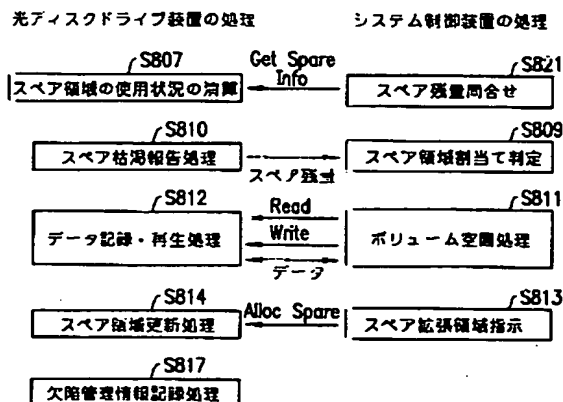 光ディスクドライブ装置の処理 システム制御装置の処理
S807 Get Spare Info S821
スペア領域の使用状況の演算 スペア残量問合せ
S810 S809
スペア枯渇報告処理 スペア残量 スペア領域割当て判定
S812 Read S811
データ記録・再生処理 Write ボリューム空間処理
データ
S814 Alloc Spare S813
スペア領域更新処理 スペア拡張領域指示
S817
欠陥管理情報記録処理